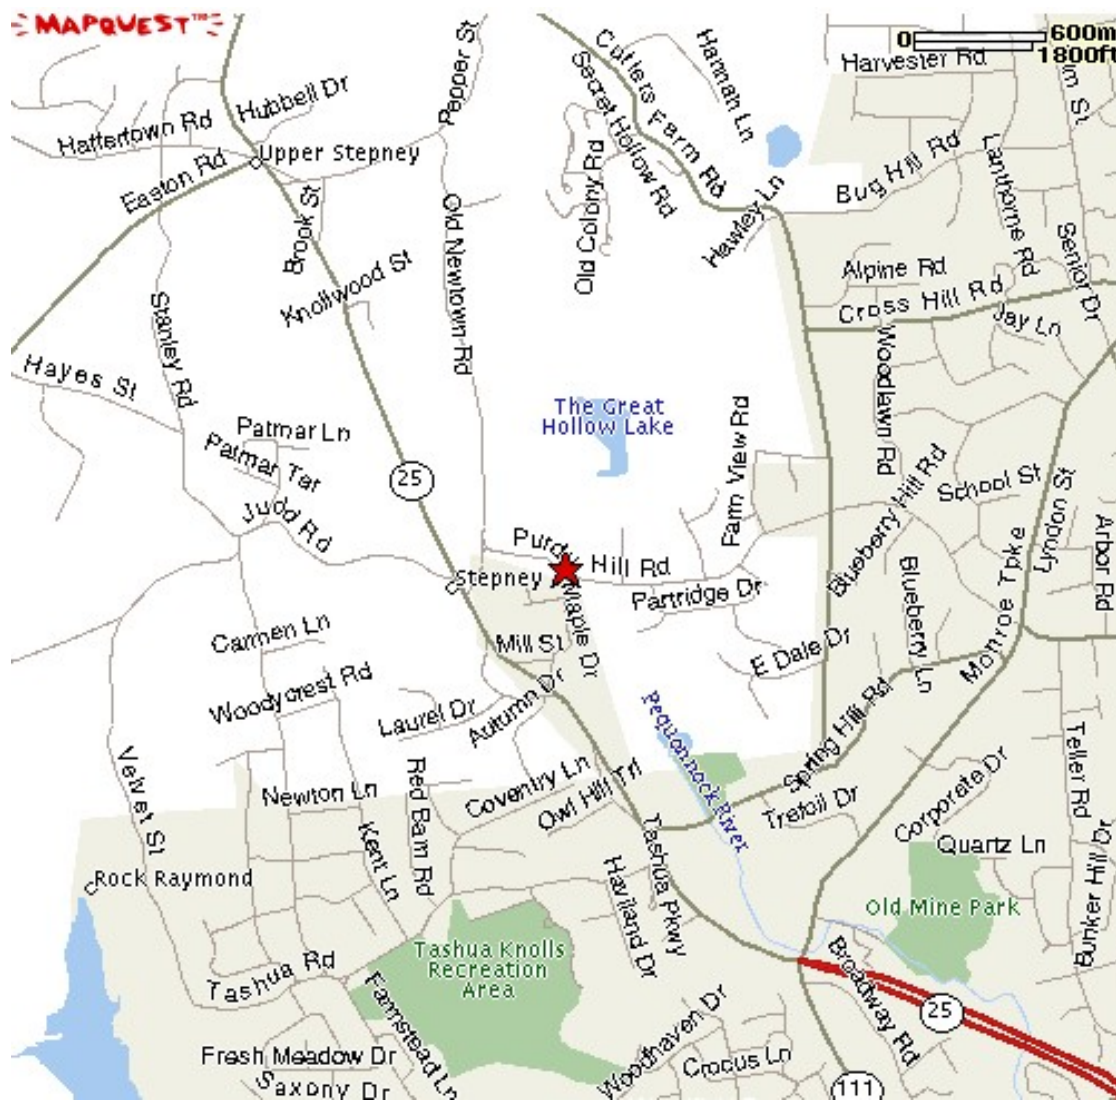 MAPQUEST™
0
600m
1800ft
Pepper St
Cutters Farm Rd
Hannah Ln
Secret Hollow Rd
Harvester Rd
Hubbell Dr
Hattertown Rd
Upper Stepney
Easton Rd
Brook St
Old Newtown Rd
Old Colony Rd
Hawley Ln
Bug Hill Rd
Lanthorne Rd
Senior Dr
Alpine Rd
Cross Hill Rd
Jay Ln
Knollwood St
Stanley Rd
Hayes St
Woodlawn Rd
The Great
Hollow Lake
Patmar Ln
Patmar Ter
Farm View Rd
25
School St
Lyndon St
Judd Rd
Purdy Hill Rd
Blueberry Hill Rd
Arbor Rd
Stepney
Maple Dr
Partridge Dr
Blueberry Ln
Monroe Tpke
Carmen Ln
Mill St
E Dale Dr
Woodycrest Rd
Laurel Dr
Autumn Dr
Pequonnock River
Spring Hill Rd
Velvet St
Newton Ln
Red Barn Rd
Coventry Ln
Owl Hill Trl
Trefoil Dr
Corporate Dr
Teller Rd
Kent Ln
Tashua Pkwy
Haviland Dr
Quartz Ln
Rock Raymond
Old Mine Park
Bunker Hill Dr
Tashua Knolls
Recreation
Area
Tashua Rd
Farmstead Ln
Broadway Rd
25
Woodhaven Dr
Fresh Meadow Dr
Saxony Dr
Crocus Ln
111